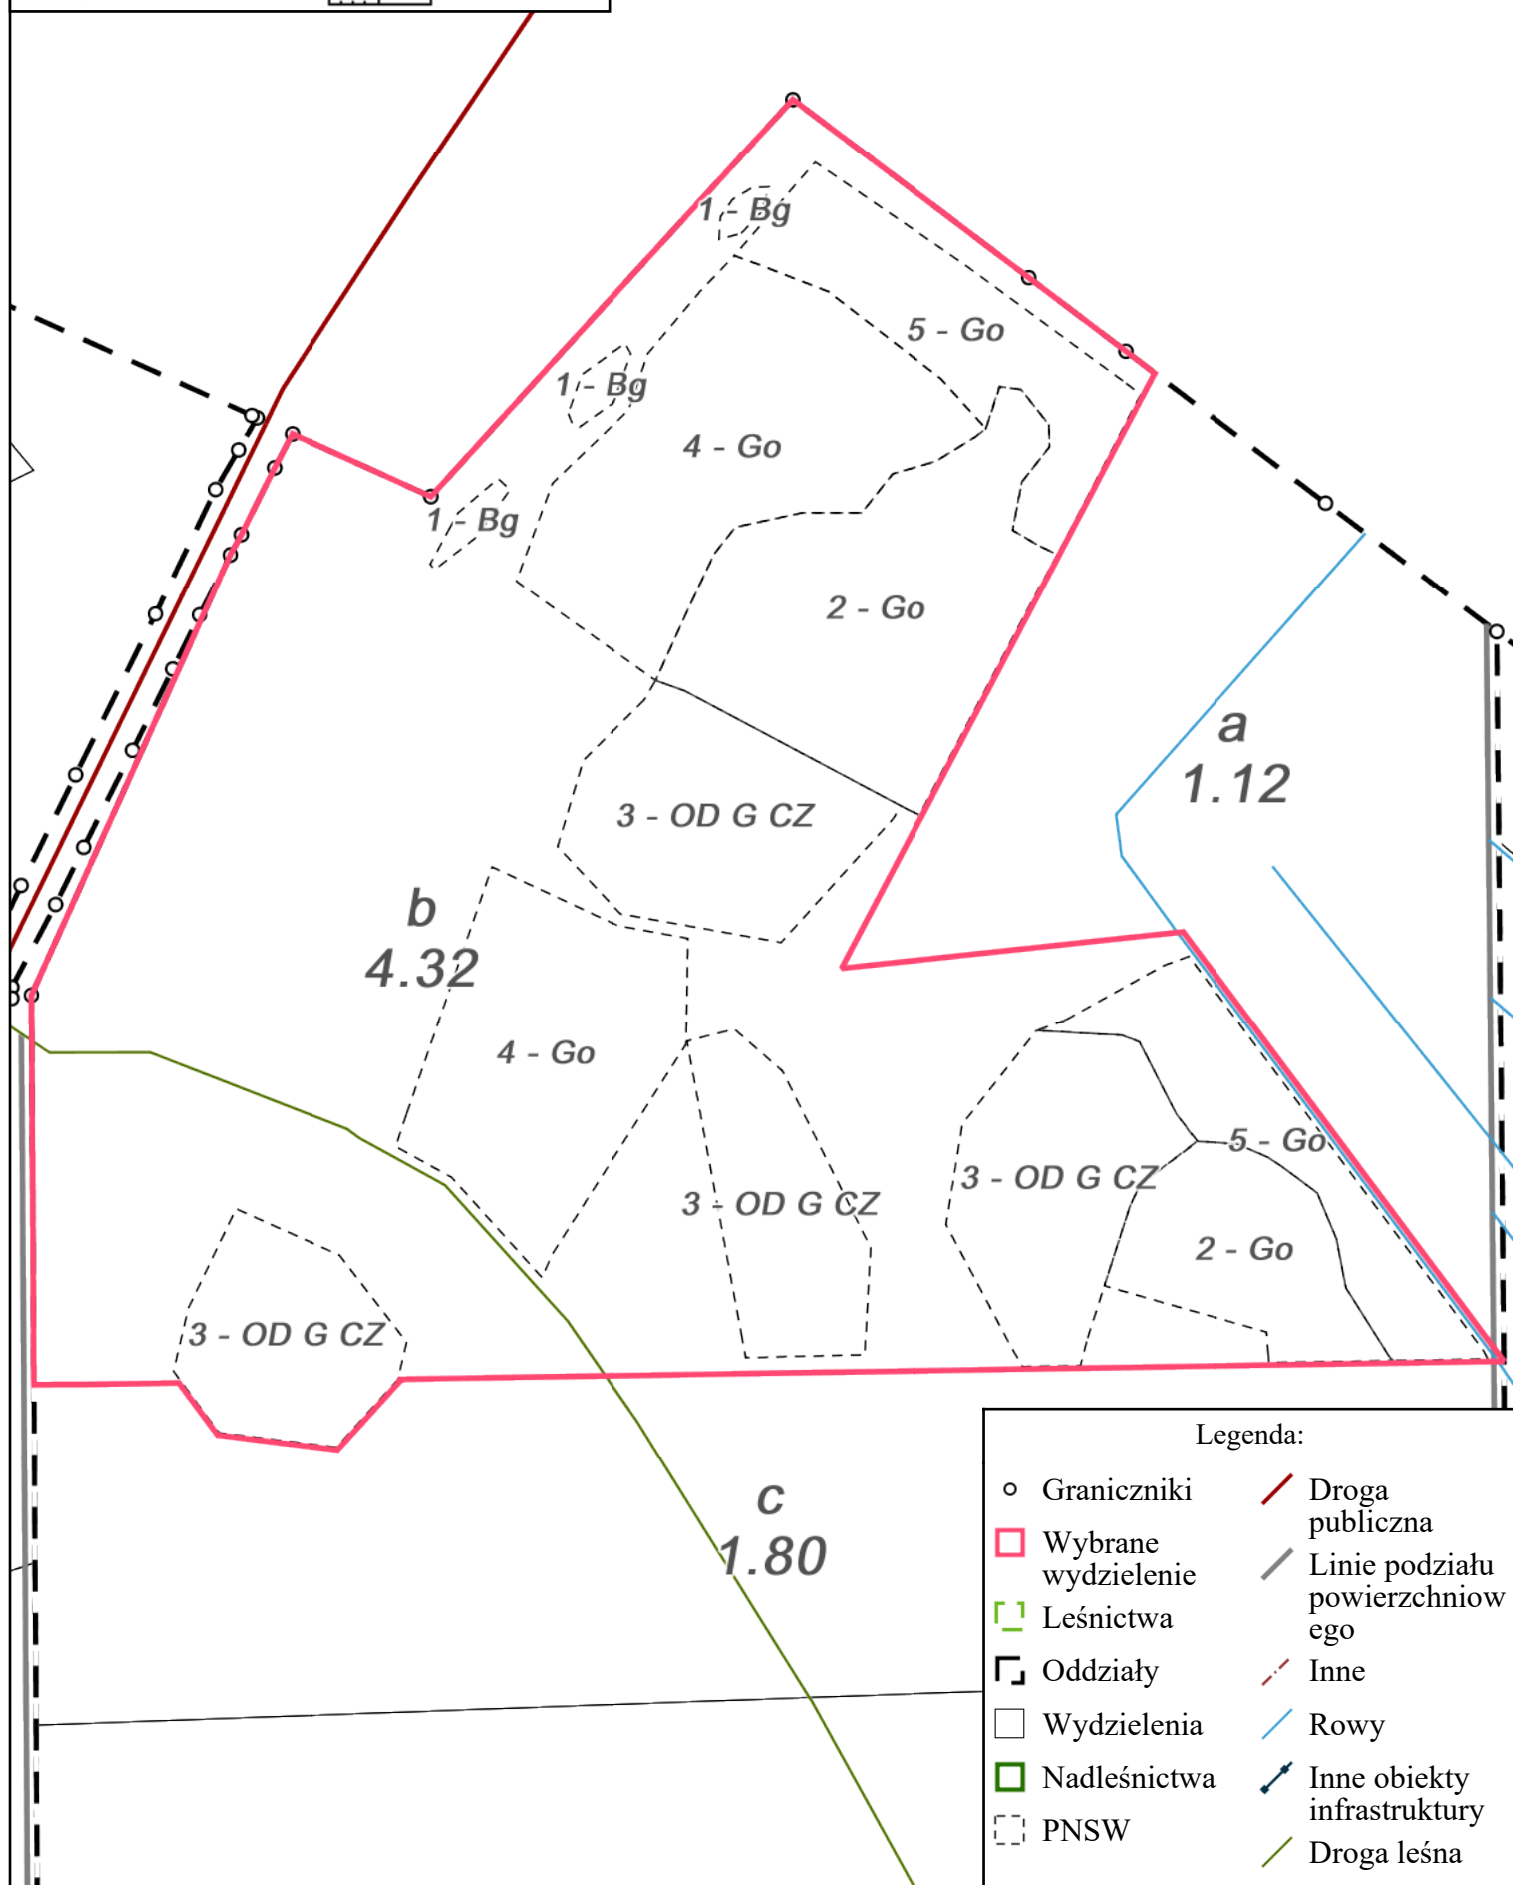 1 - Bg
5 - Go
1 - Bg
4 - Go
1 - Bg
2 - Go
a
1.12
3 - OD G CZ
b
4.32
4 - Go
5 - Go
3 - OD G CZ
3 - OD G CZ
2 - Go
3 - OD G CZ
c
1.80
Legenda:
Graniczniki
Wybrane
wydzielenie
Leśnictwa
Oddziały
Wydzielenia
Nadleśnictwa
PNSW
Droga
publiczna
Linie podziału
powierzchniow
ego
Inne
Rowy
Inne obiekty
infrastruktury
Droga leśna